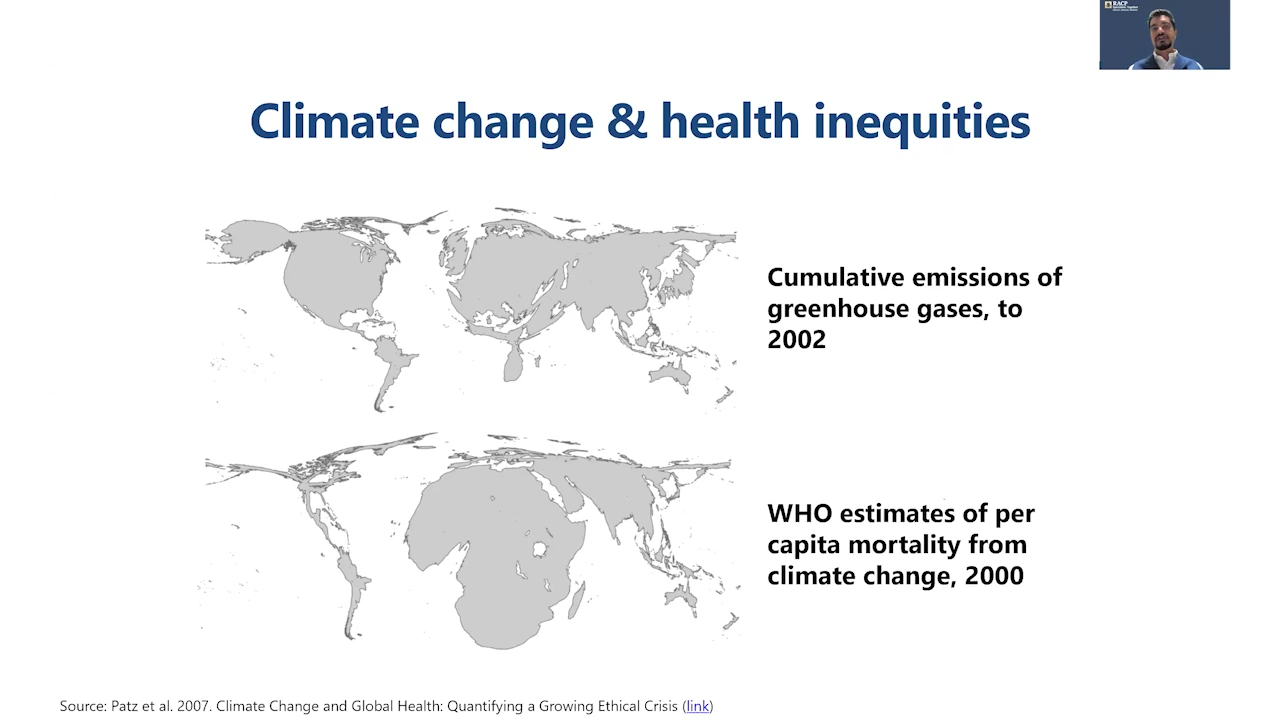 RACP
Climate change & health inequities
Cumulative emissions of
greenhouse gases, to
2002
WHO estimates of per
capita mortality from
climate change, 2000
Source: Patz et al. 2007. Climate Change and Global Health: Quantifying a Growing Ethical Crisis (link)